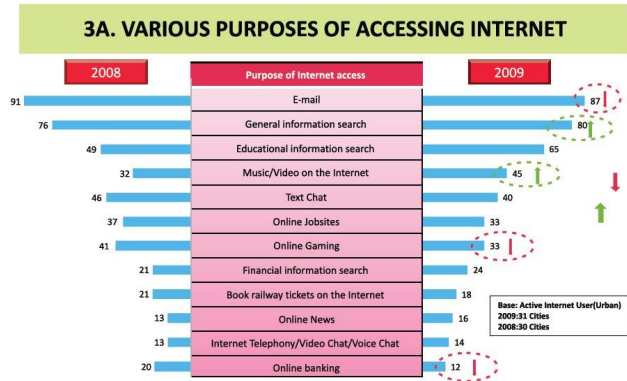 3A. VARIOUS PURPOSES OF ACCESSING INTERNET
2008 Purpose of Internet access 2009
91 E-mail 87
76 General information search 80
49 Educational information search 65
32 Music/Video on the Internet 45
46 Text Chat 40
37 Online Jobsites 33
41 Online Gaming 33
21 Financial information search 24
21 Book railway tickets on the Internet 18
13 Online News 16
13 Internet Telephony/Video Chat/Voice Chat 14
20 Online banking 12
Base: Active Internet User(Urban)
2009:31 Cities
2008:30 Cities